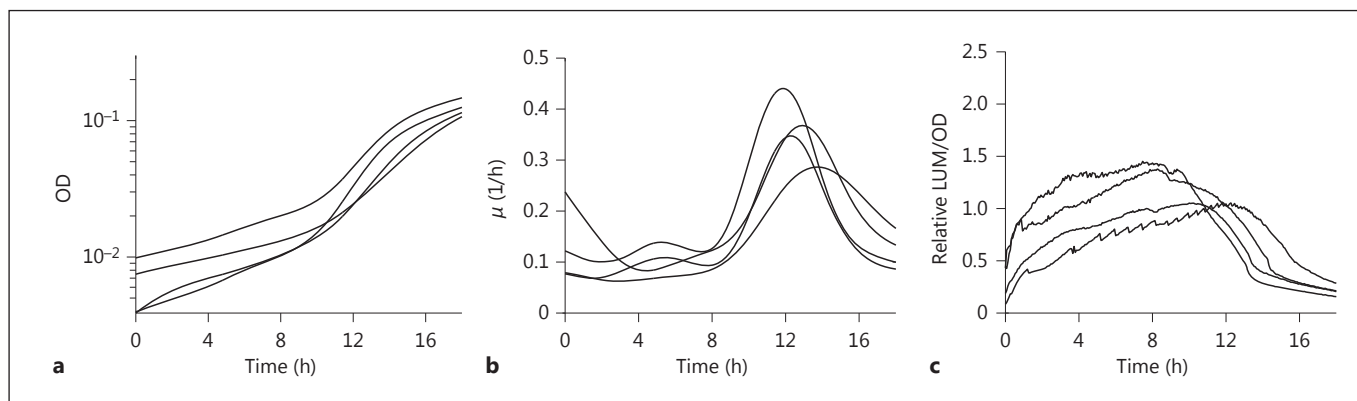 OD
10⁻¹
10⁻²
0 4 8 12 16
Time (h)
a
μ (1/h)
0.5
0.4
0.3
0.2
0.1
0
0 4 8 12 16
Time (h)
b
Relative LUM/OD
2.5
2.0
1.5
1.0
0.5
0
0 4 8 12 16
Time (h)
c